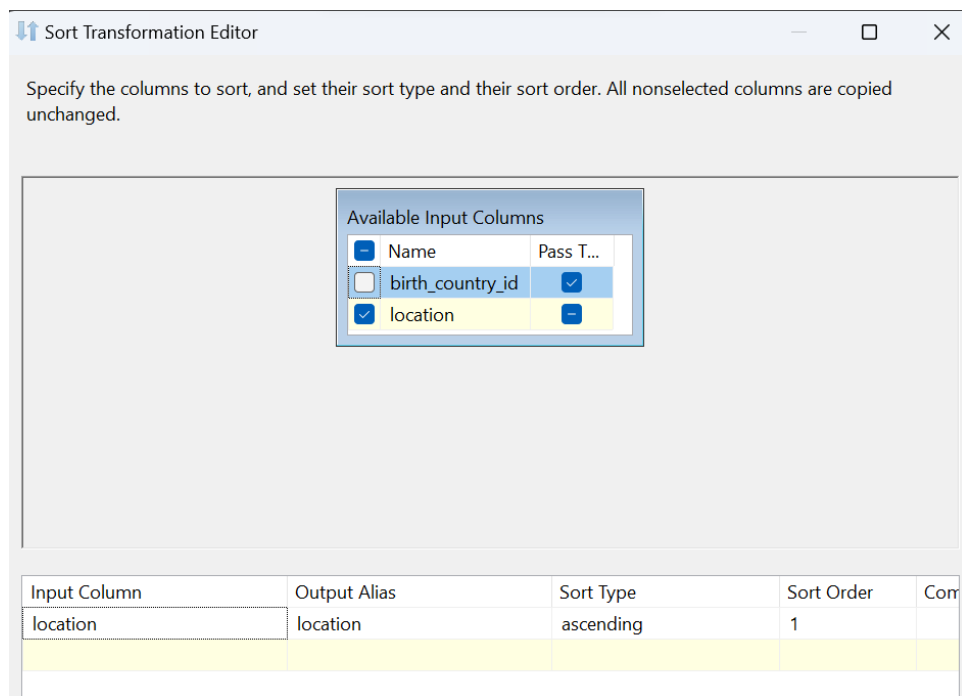 Sort Transformation Editor
Specify the columns to sort, and set their sort type and their sort order. All nonselected columns are copied
unchanged.
Available Input Columns
Name Pass T...
birth_country_id
location
Input Column Output Alias Sort Type Sort Order Com
location location ascending 1